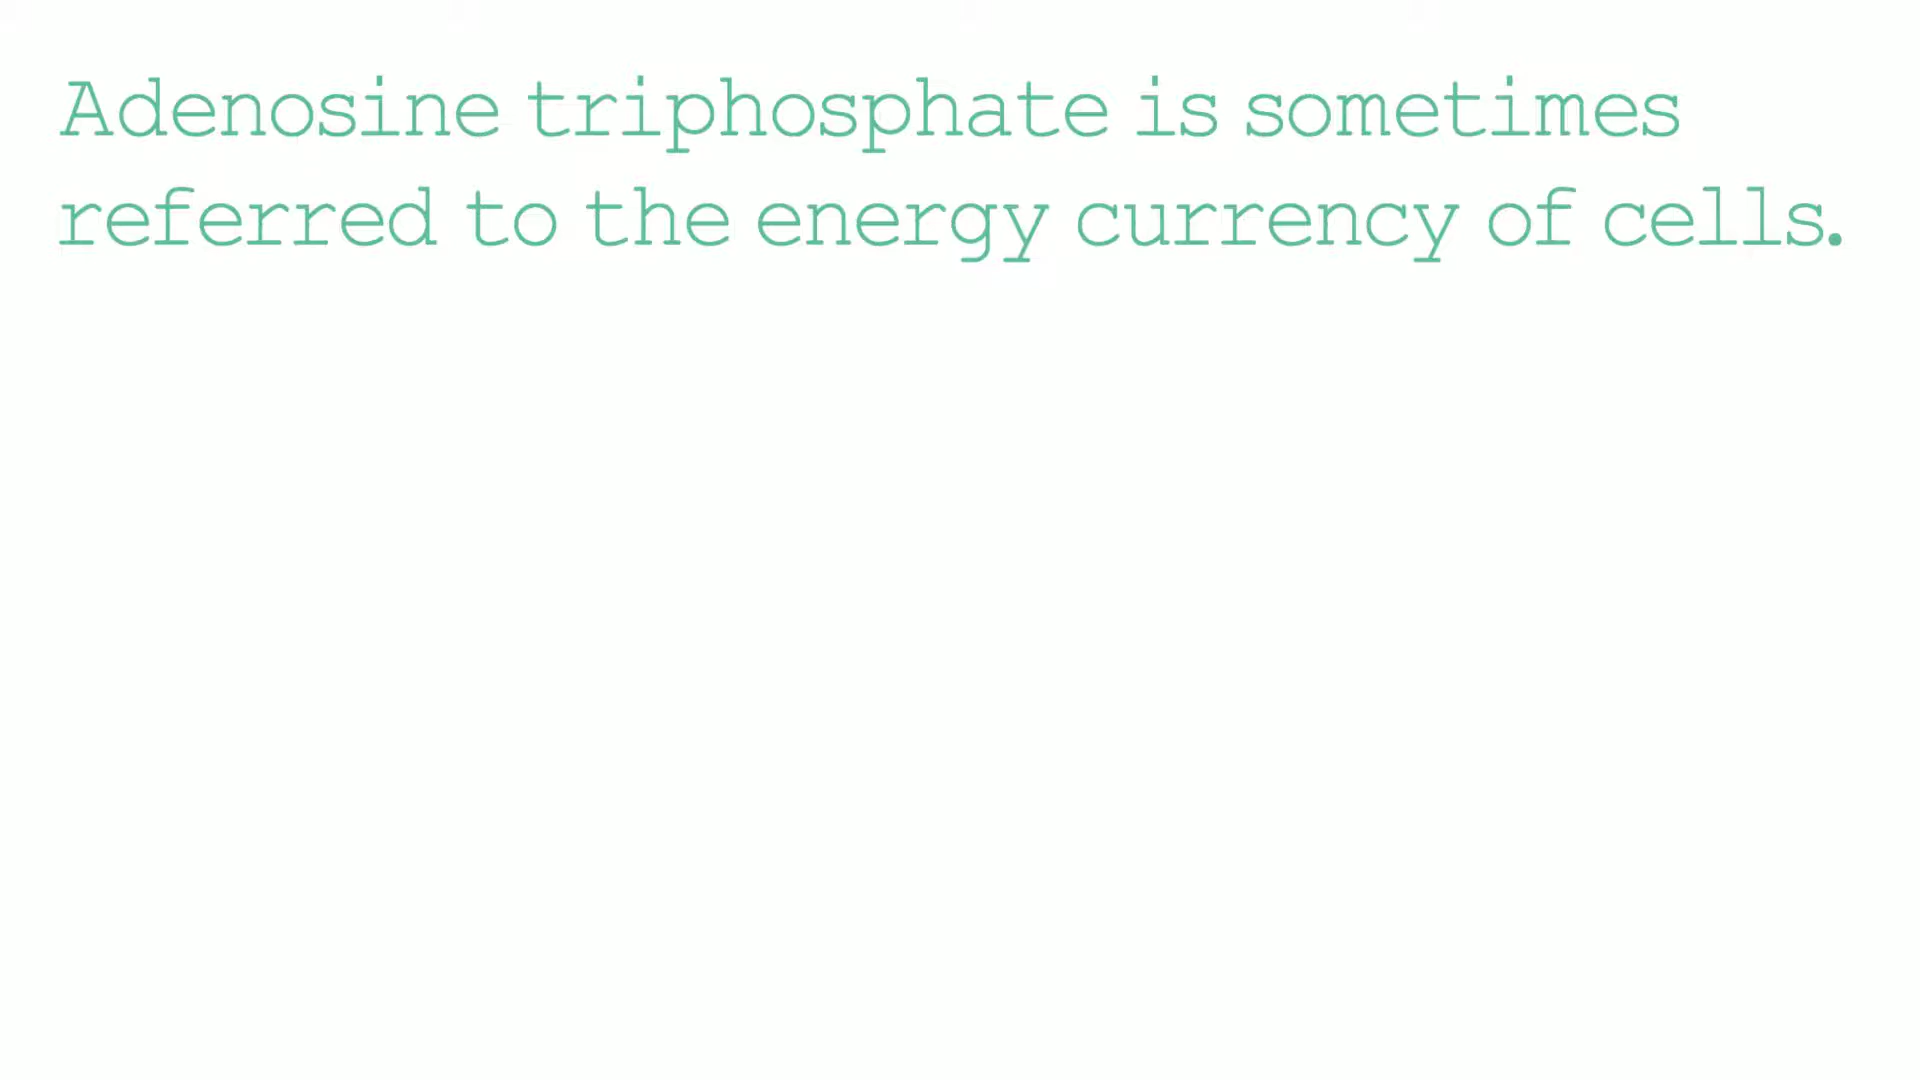 Adenosine triphosphate is sometimes
referred to the energy currency of cells.